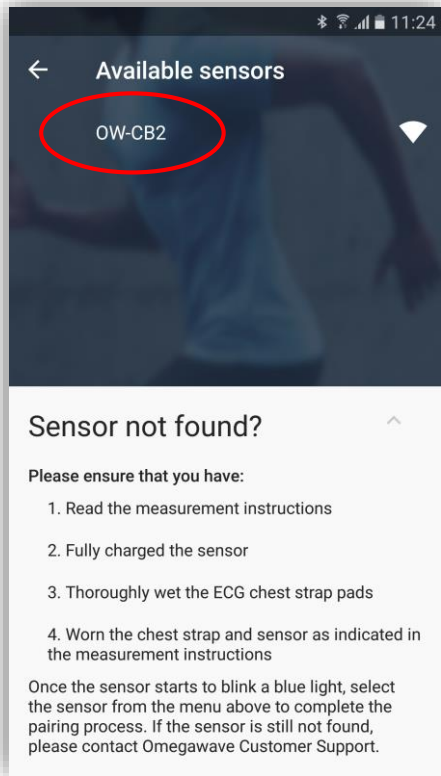 11:24
Available sensors
OW-CB2
Sensor not found?
Please ensure that you have:
1. Read the measurement instructions
2. Fully charged the sensor
3. Thoroughly wet the ECG chest strap pads
4. Worn the chest strap and sensor as indicated in
the measurement instructions
Once the sensor starts to blink a blue light, select
the sensor from the menu above to complete the
pairing process. If the sensor is still not found,
please contact Omegawave Customer Support.